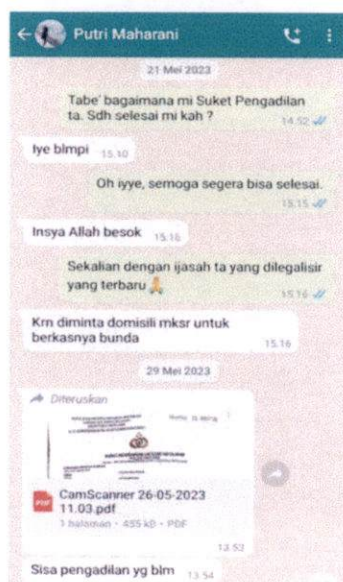 Putri Maharani
21 Mei 2023
Tabe' bagaimana mi Suket Pengadilan
ta. Sdh selesai mi kah ?
14.52
Iye blmpi 15.10
Oh iyye, semoga segera bisa selesai.
15.15
Insya Allah besok 15.16
Sekalian dengan ijasah ta yang dilegalisir
yang terbaru 🙏
15.16
Krn diminta domisili mksr untuk
berkasnya bunda
15.16
29 Mei 2023
Diteruskan
CamScanner 26-05-2023
11.03.pdf
PDF
1 halaman • 455 kB • PDF
13.53
Sisa pengadilan yg blm 13.54